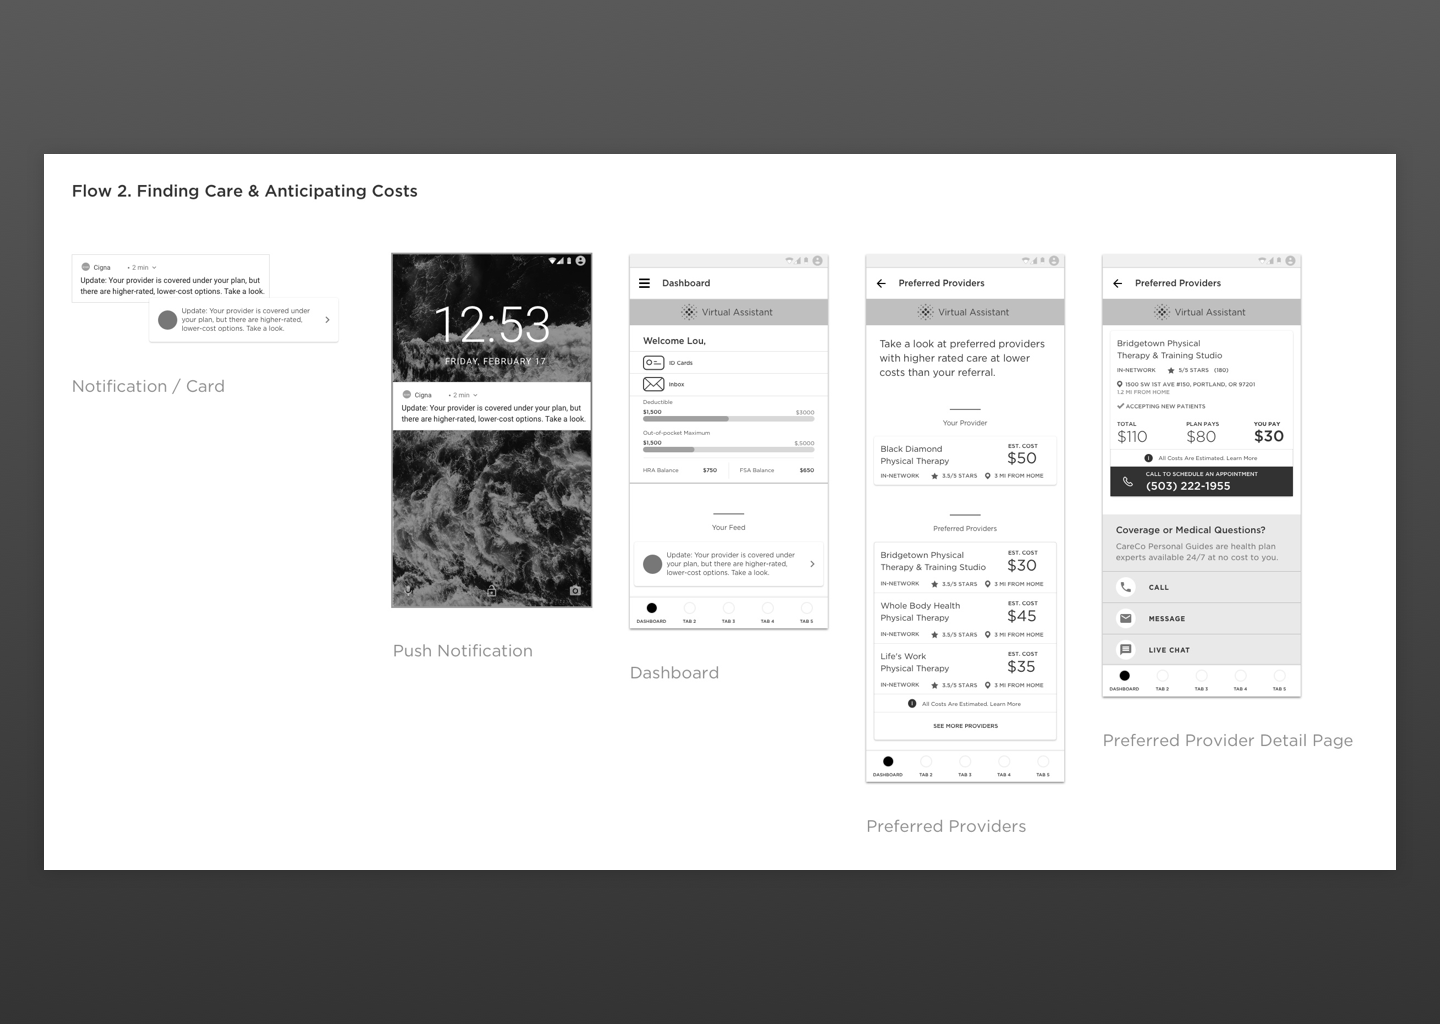 Flow 2. Finding Care & Anticipating Costs
Cigna • 2 min
Update: Your provider is covered under your plan, but
there are higher-rated, lower-cost options. Take a look.
Update: Your provider is covered under
your plan, but there are higher-rated,
lower-cost options. Take a look.
Notification / Card
12:53
FRIDAY, FEBRUARY 17
Cigna • 2 min
Update: Your provider is covered under your plan, but
there are higher-rated, lower-cost options. Take a look.
Push Notification
Dashboard
Virtual Assistant
Welcome Lou,
ID Cards
Inbox
Deductible
$1,500 $3000
Out-of-pocket Maximum
$1,500 $,5000
HRA Balance $750 FSA Balance $650
Your Feed
Update: Your provider is covered under
your plan, but there are higher-rated,
lower-cost options. Take a look.
DASHBOARD TAB 2 TAB 3 TAB 4 TAB 5
Dashboard
Preferred Providers
Virtual Assistant
Take a look at preferred providers
with higher rated care at lower
costs than your referral.
Your Provider
Black Diamond
Physical Therapy
EST. COST
$50
IN-NETWORK 3.5/5 STARS 3 MI FROM HOME
Preferred Providers
Bridgetown Physical
Therapy & Training Studio
EST. COST
$30
IN-NETWORK 3.5/5 STARS 3 MI FROM HOME
Whole Body Health
Physical Therapy
EST. COST
$45
IN-NETWORK 3.5/5 STARS 3 MI FROM HOME
Life's Work
Physical Therapy
EST. COST
$35
IN-NETWORK 3.5/5 STARS 3 MI FROM HOME
All Costs Are Estimated. Learn More
SEE MORE PROVIDERS
DASHBOARD TAB 2 TAB 3 TAB 4 TAB 5
Preferred Providers
Preferred Providers
Virtual Assistant
Bridgetown Physical
Therapy & Training Studio
IN-NETWORK 5/5 STARS (180)
1500 SW 1ST AVE #150, PORTLAND, OR 97201
1.2 MI FROM HOME
ACCEPTING NEW PATIENTS
TOTAL PLAN PAYS YOU PAY
$110 $80 $30
All Costs Are Estimated. Learn More
CALL TO SCHEDULE AN APPOINTMENT
(503) 222-1955
Coverage or Medical Questions?
CareCo Personal Guides are health plan
experts available 24/7 at no cost to you.
CALL
MESSAGE
LIVE CHAT
DASHBOARD TAB 2 TAB 3 TAB 4 TAB 5
Preferred Provider Detail Page